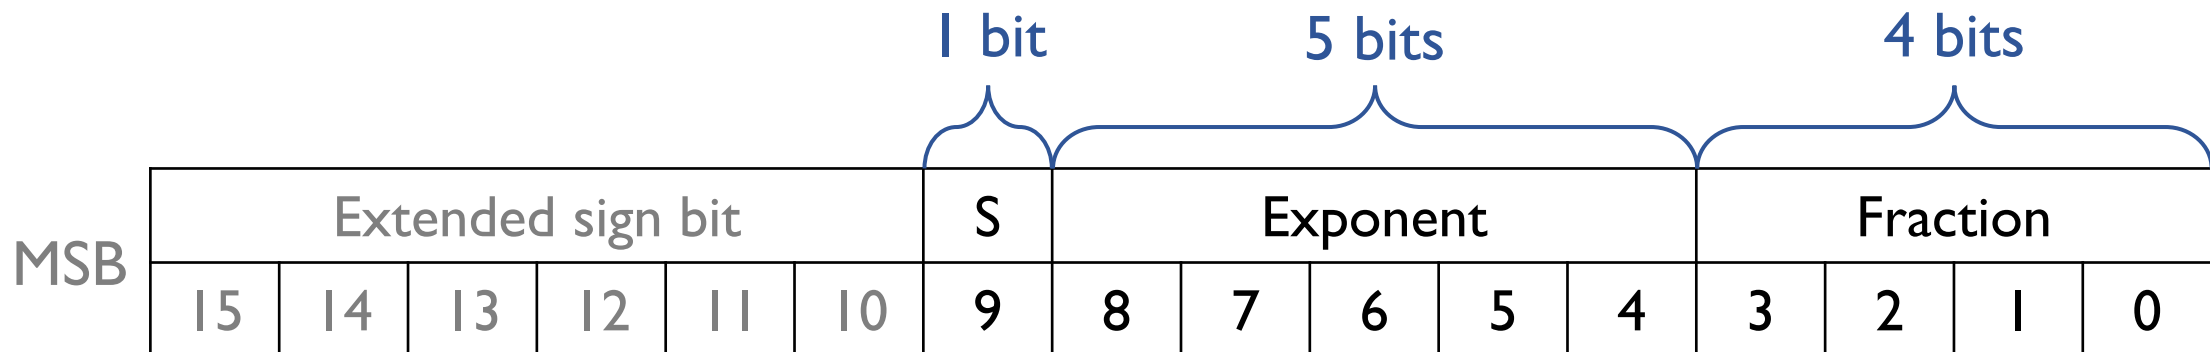 1 bit 5 bits 4 bits
Extended sign bit S Exponent Fraction
MSB
15 14 13 12 11 10 9 8 7 6 5 4 3 2 1 0